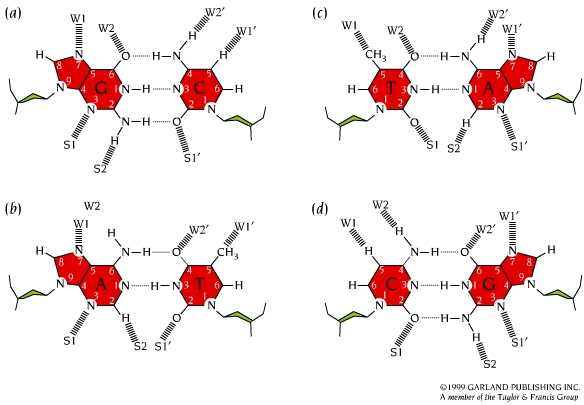 (a)
W1
W2
W2′
W1′
H
N
O
H
N
H
H
8
7
5
6
4
5
9
G
1
N
H
N
3
C
6
H
N
4
3
N
2
2
1
N
N
H
O
H
S1
S2
S1′
(c)
W1
W2
W2′
W1′
CH3
O
H
N
H
N
H
5
4
6
5
7
8
H
6
T
3
N
H
N
1
A
9
N
1
2
2
3
4
N
O
H
N
S1
S2
S1′
(b)
W2
W1
W2′
W1′
H
N
H
O
CH3
H
N
8
7
5
6
4
5
9
A
1
N
H
N
3
T
6
H
N
4
3
N
2
2
1
N
H
O
S1
S2
S1′
(d)
W2
W1
W2′
W1′
H
H
N
H
O
N
H
5
4
6
5
7
8
H
6
C
3
N
H
N
1
G
9
N
1
2
2
3
4
N
O
H
N
H
N
S1
S2
S1′
©1999 GARLAND PUBLISHING INC.
A member of the Taylor & Francis Group